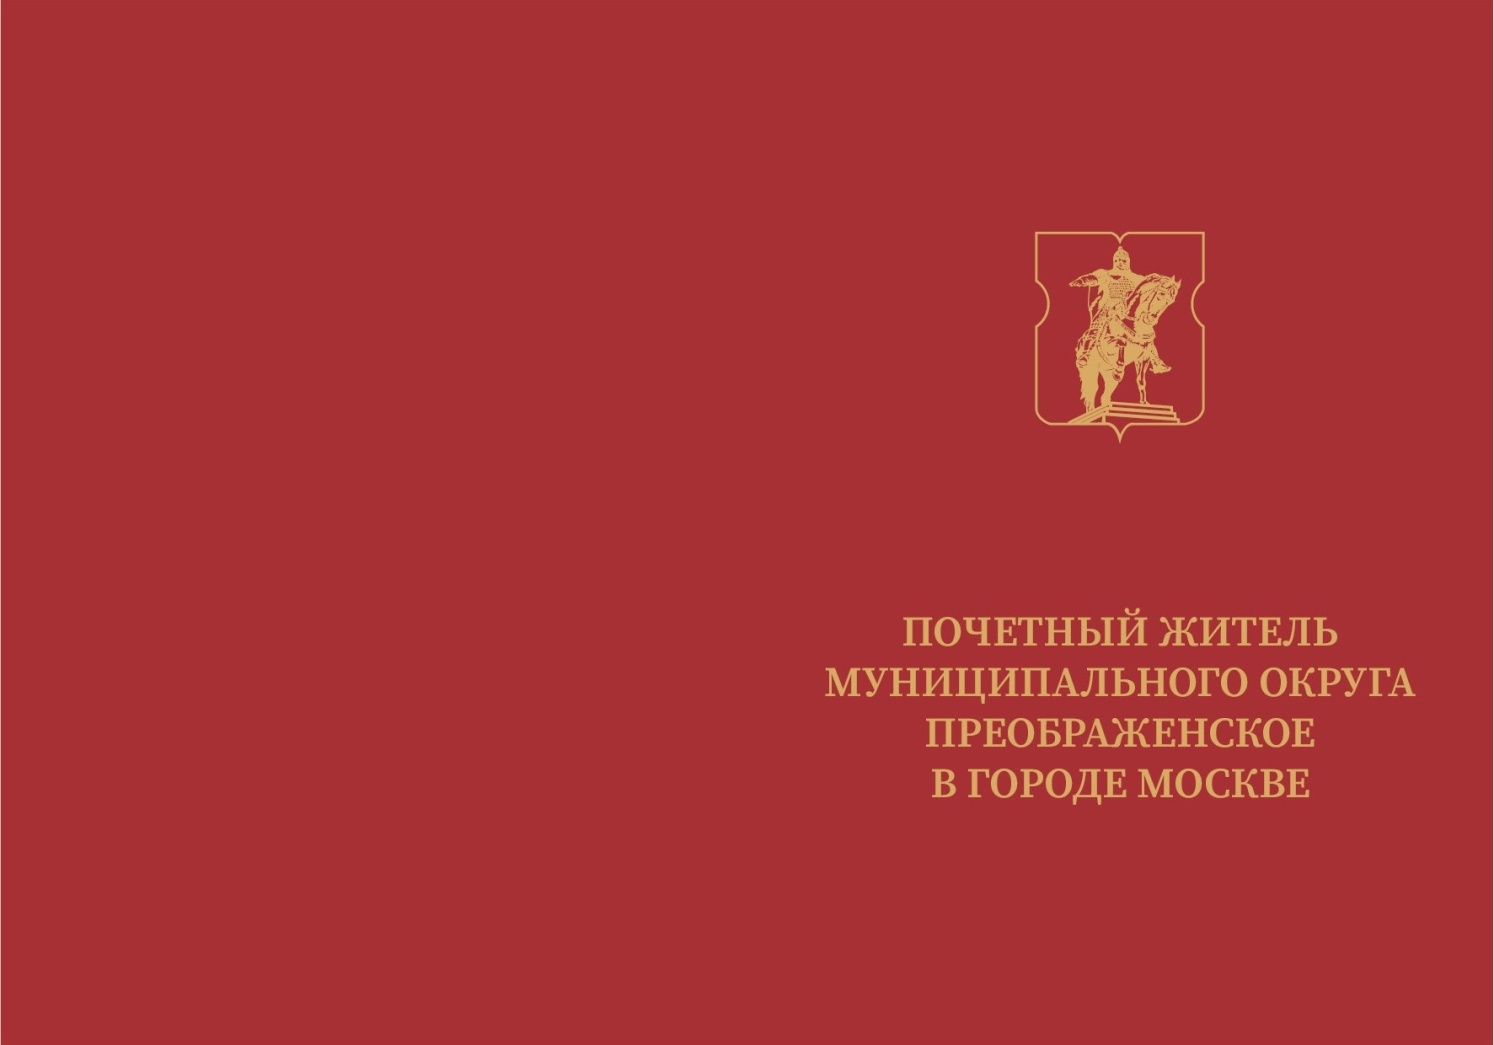 ПОЧЕТНЫЙ ЖИТЕЛЬ
МУНИЦИПАЛЬНОГО ОКРУГА
ПРЕОБРАЖЕНСКОЕ
В ГОРОДЕ МОСКВЕ